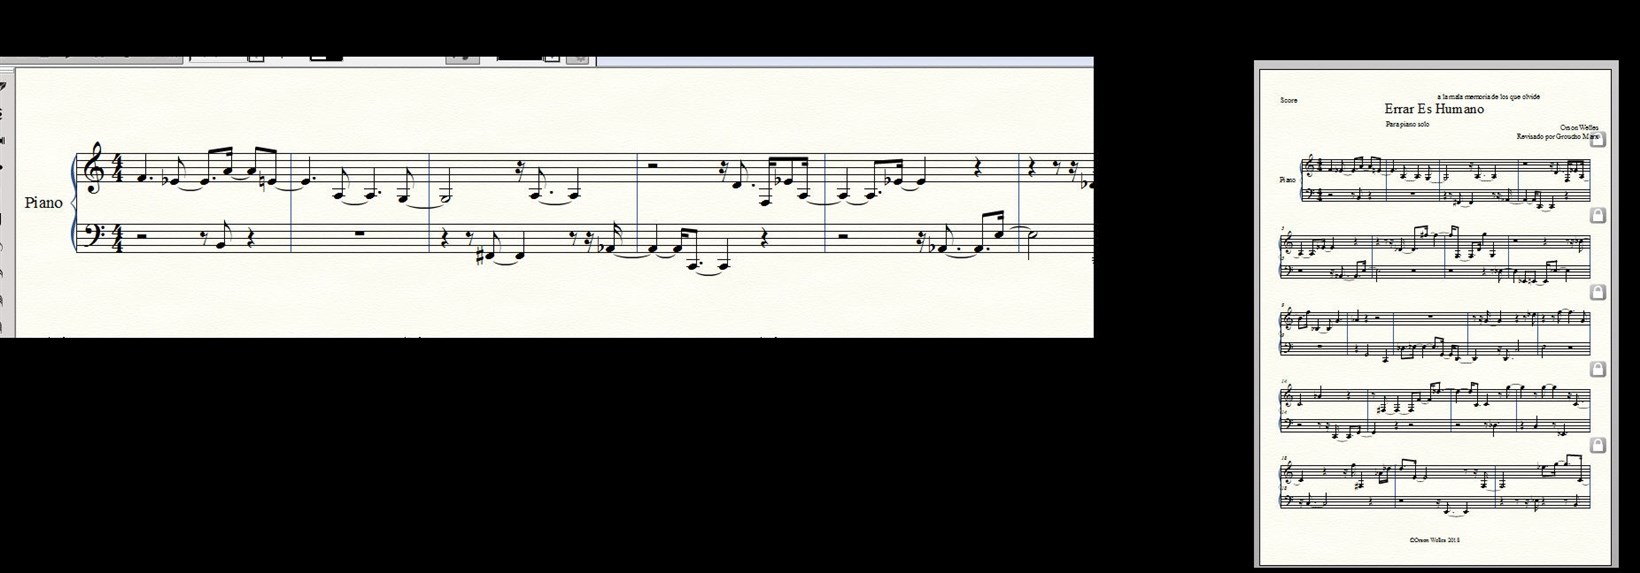 Piano
Score
a la mala memoria de los que olvidé
Errar Es Humano
Para piano solo
Orson Welles
Revisado por Groucho Marx
Piano
©Orson Welles 2018